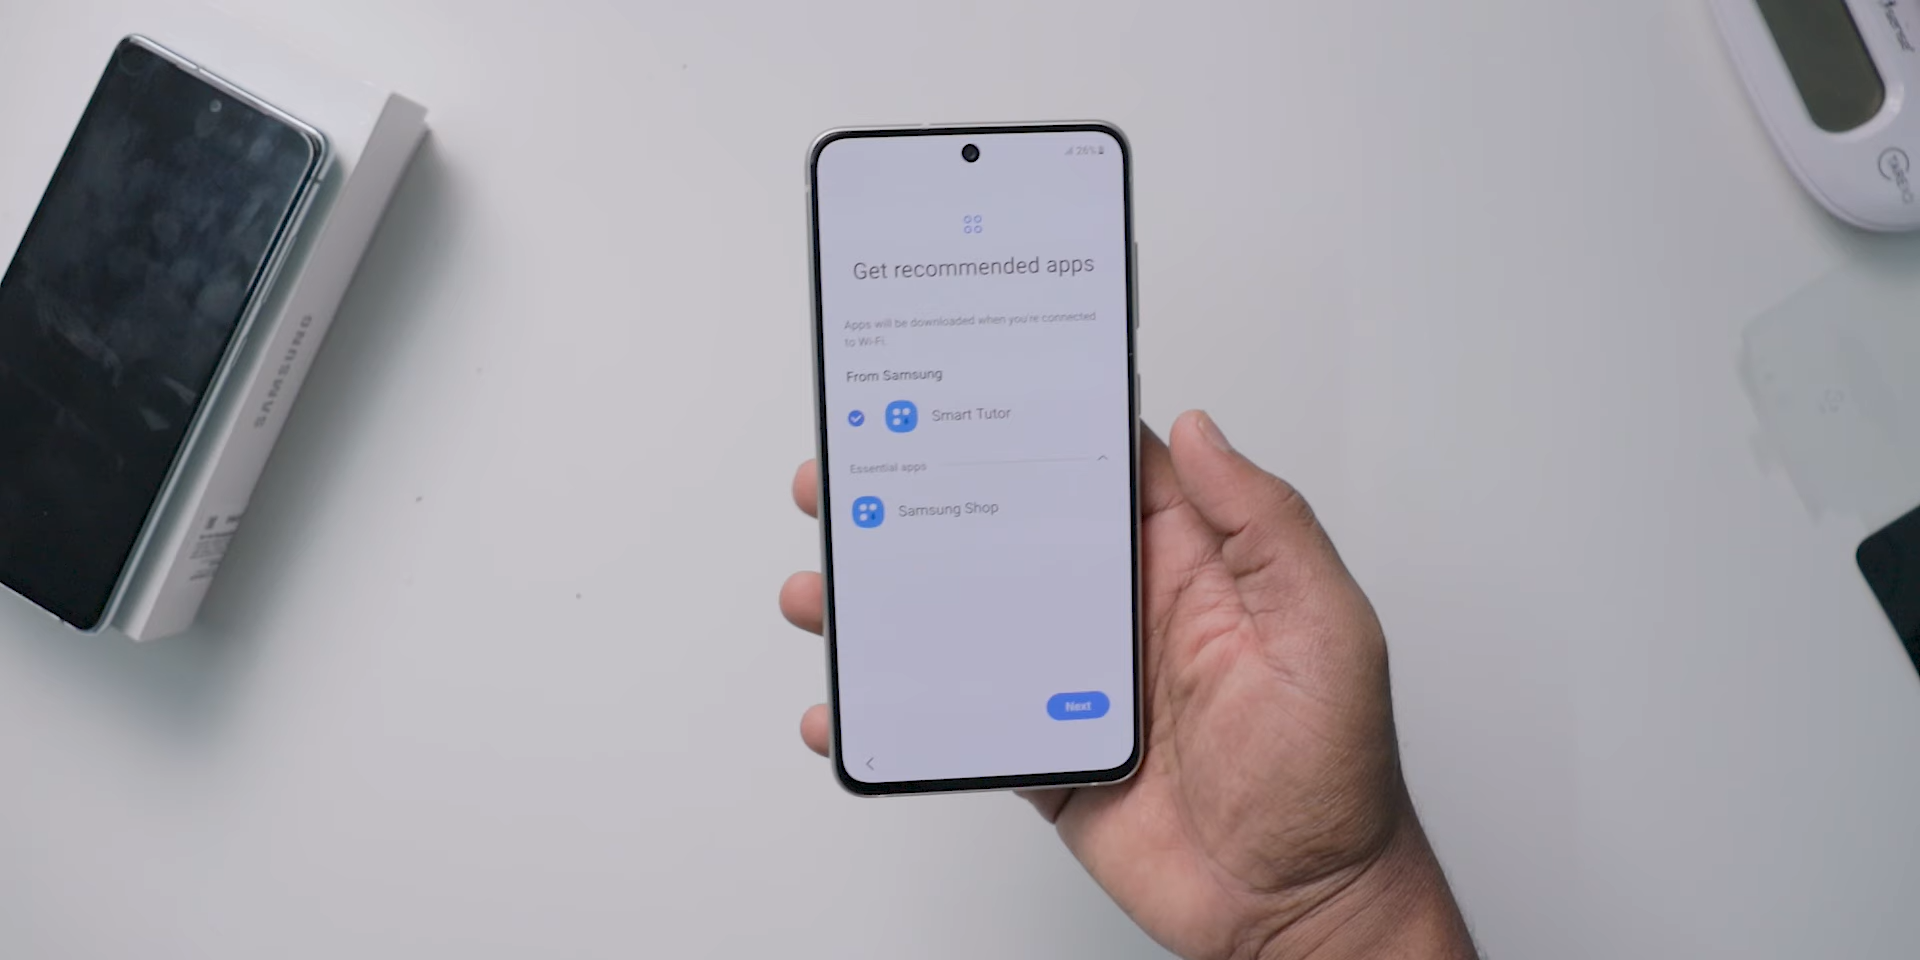 SAMSUNG
26%
Get recommended apps
Apps will be downloaded when you're connected
to Wi-Fi.
From Samsung
Smart Tutor
Essential apps
Samsung Shop
Next